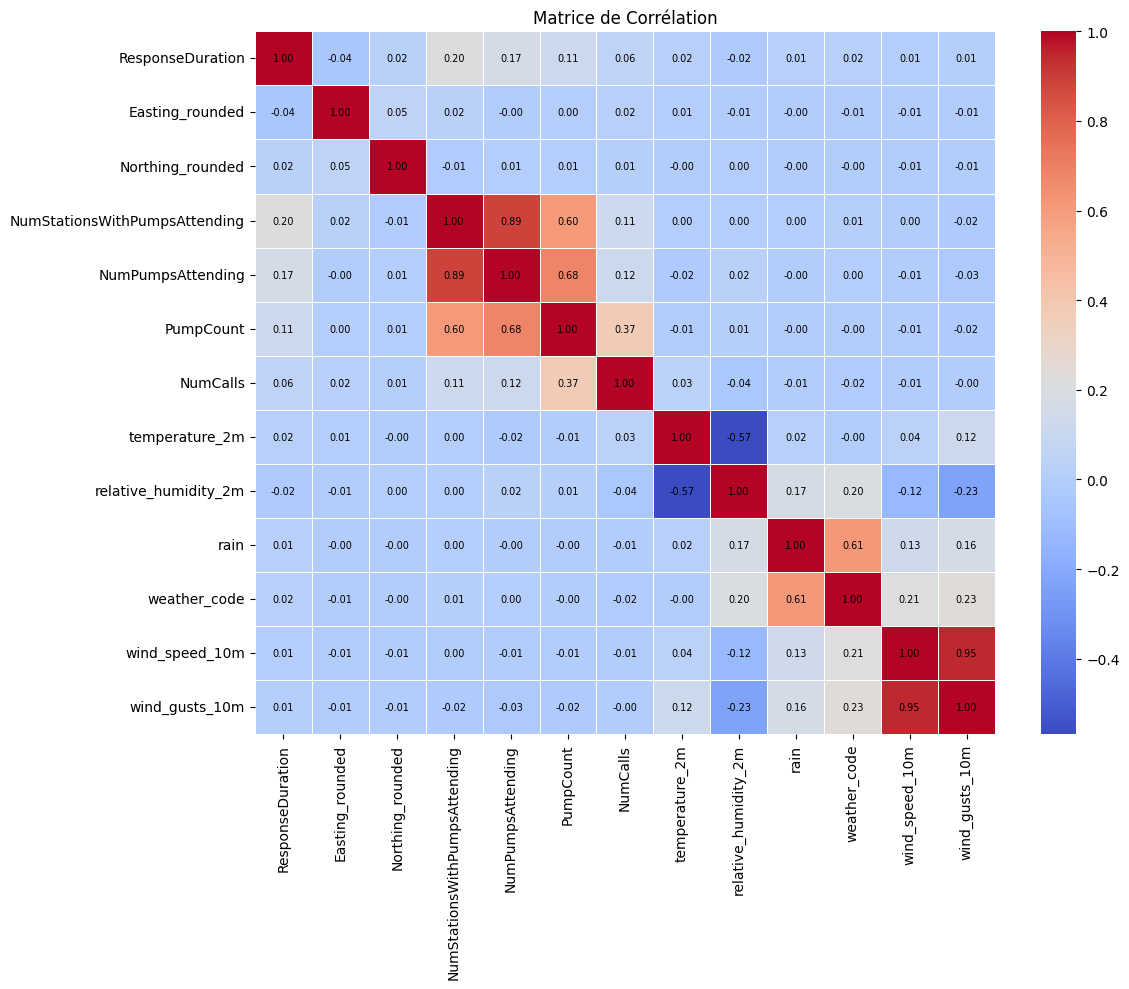 Matrice de Corrélation
ResponseDuration 1.00 -0.04 0.02 0.20 0.17 0.11 0.06 0.02 -0.02 0.01 0.02 0.01 0.01
Easting_rounded -0.04 1.00 0.05 0.02 -0.00 0.00 0.02 0.01 -0.01 -0.00 -0.01 -0.01 -0.01
Northing_rounded 0.02 0.05 1.00 -0.01 0.01 0.01 0.01 -0.00 0.00 -0.00 -0.00 -0.01 -0.01
NumStationsWithPumpsAttending 0.20 0.02 -0.01 1.00 0.89 0.60 0.11 0.00 0.00 0.00 0.01 0.00 -0.02
NumPumpsAttending 0.17 -0.00 0.01 0.89 1.00 0.68 0.12 -0.02 0.02 -0.00 0.00 -0.01 -0.03
PumpCount 0.11 0.00 0.01 0.60 0.68 1.00 0.37 -0.01 0.01 -0.00 -0.00 -0.01 -0.02
NumCalls 0.06 0.02 0.01 0.11 0.12 0.37 1.00 0.03 -0.04 -0.01 -0.02 -0.01 -0.00
temperature_2m 0.02 0.01 -0.00 0.00 -0.02 -0.01 0.03 1.00 -0.57 0.02 -0.00 0.04 0.12
relative_humidity_2m -0.02 -0.01 0.00 0.00 0.02 0.01 -0.04 -0.57 1.00 0.17 0.20 -0.12 -0.23
rain 0.01 -0.00 -0.00 0.00 -0.00 -0.00 -0.01 0.02 0.17 1.00 0.61 0.13 0.16
weather_code 0.02 -0.01 -0.00 0.01 0.00 -0.00 -0.02 -0.00 0.20 0.61 1.00 0.21 0.23
wind_speed_10m 0.01 -0.01 -0.01 0.00 -0.01 -0.01 -0.01 0.04 -0.12 0.13 0.21 1.00 0.95
wind_gusts_10m 0.01 -0.01 -0.01 -0.02 -0.03 -0.02 -0.00 0.12 -0.23 0.16 0.23 0.95 1.00
ResponseDuration
Easting_rounded
Northing_rounded
NumStationsWithPumpsAttending
NumPumpsAttending
PumpCount
NumCalls
temperature_2m
relative_humidity_2m
rain
weather_code
wind_speed_10m
wind_gusts_10m
1.0
0.8
0.6
0.4
0.2
0.0
−0.2
−0.4